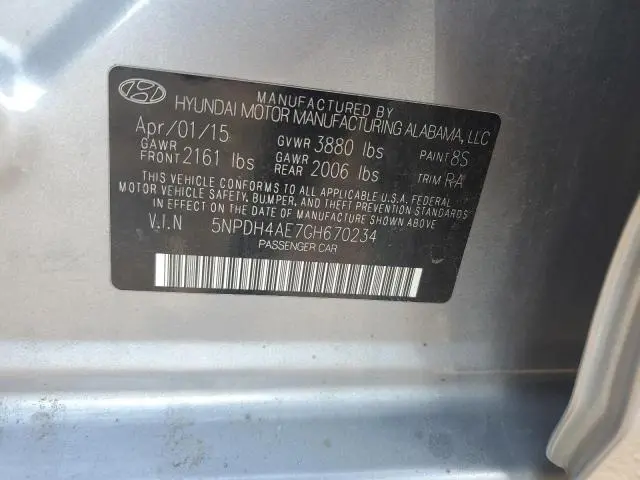 MANUFACTURED BY
HYUNDAI MOTOR MANUFACTURING ALABAMA, LLC
Apr/01/15 GVWR 3880 lbs PAINT 8S
GAWR FRONT 2161 lbs GAWR REAR 2006 lbs TRIM RA
THIS VEHICLE CONFORMS TO ALL APPLICABLE U.S.A. FEDERAL
MOTOR VEHICLE SAFETY, BUMPER, AND THEFT PREVENTION STANDARDS
IN EFFECT ON THE DATE OF MANUFACTURE SHOWN ABOVE.
V.I.N 5NPDH4AE7GH670234
PASSENGER CAR